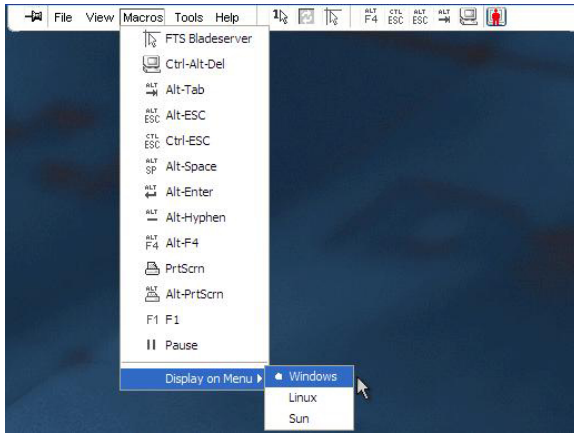 File View Macros Tools Help 1 ALT F4 CTL ESC ALT ESC ALT
FTS Bladeserver
Ctrl-Alt-Del
ALT Alt-Tab
ALT ESC Alt-ESC
CTL ESC Ctrl-ESC
ALT SP Alt-Space
ALT Alt-Enter
ALT Alt-Hyphen
ALT F4 Alt-F4
PrtScrn
ALT Alt-PrtScrn
F1 F1
Pause
Display on Menu
Windows
Linux
Sun